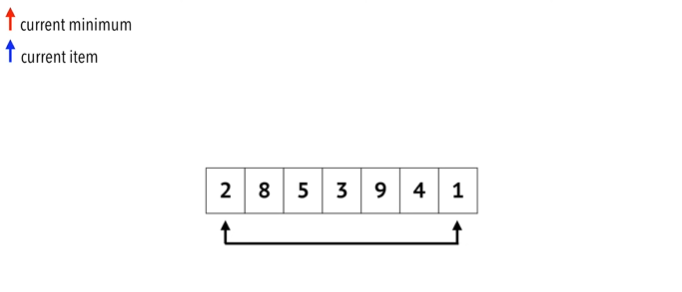 current minimum
current item
2 8 5 3 9 4 1